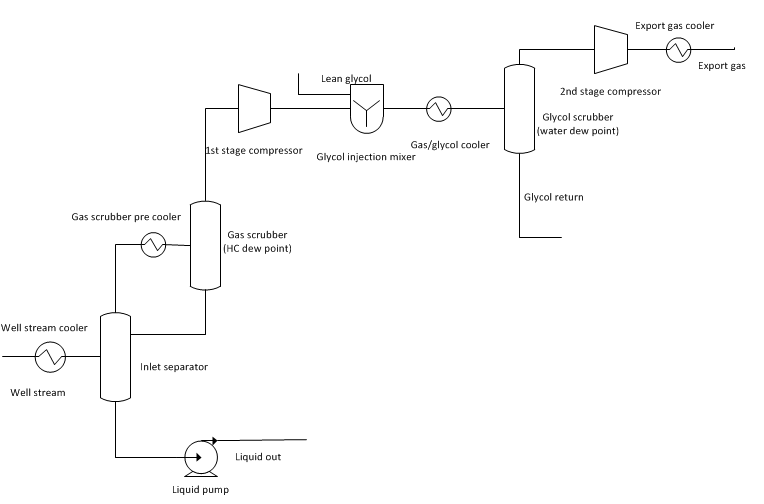 Export gas cooler
Export gas
Lean glycol
2nd stage compressor
Glycol scrubber
(water dew point)
Gas/glycol cooler
1st stage compressor
Glycol injection mixer
Glycol return
Gas scrubber pre cooler
Gas scrubber
(HC dew point)
Well stream cooler
Inlet separator
Well stream
Liquid out
Liquid pump